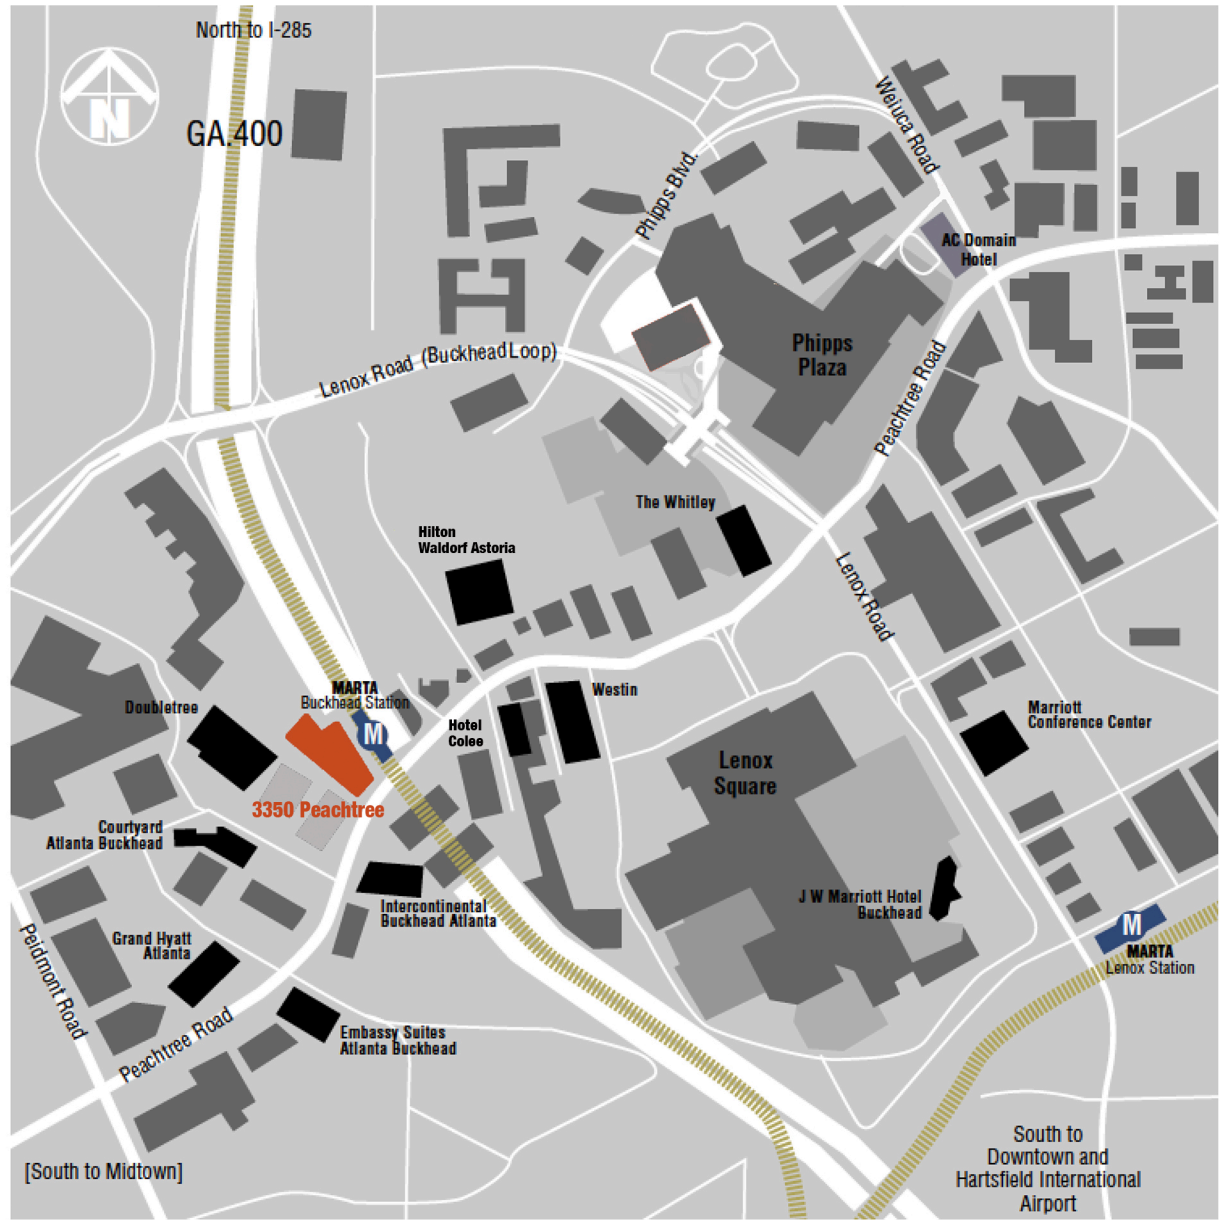 North to I-285
N
GA.400
Weiuca Road
Phipps Blvd.
AC Domain
Hotel
Lenox Road (Buckhead Loop)
Phipps
Plaza
Peachtree Road
The Whitley
Hilton
Waldorf Astoria
Lenox Road
MARTA
Buckhead Station
M
Doubletree
Westin
Hotel
Colee
Marriott
Conference Center
Lenox
Square
3350 Peachtree
Courtyard
Atlanta Buckhead
Intercontinental
Buckhead Atlanta
J W Marriott Hotel
Buckhead
M
MARTA
Lenox Station
Grand Hyatt
Atlanta
Peidmont Road
Peachtree Road
Embassy Suites
Atlanta Buckhead
[South to Midtown]
South to
Downtown and
Hartsfield International
Airport